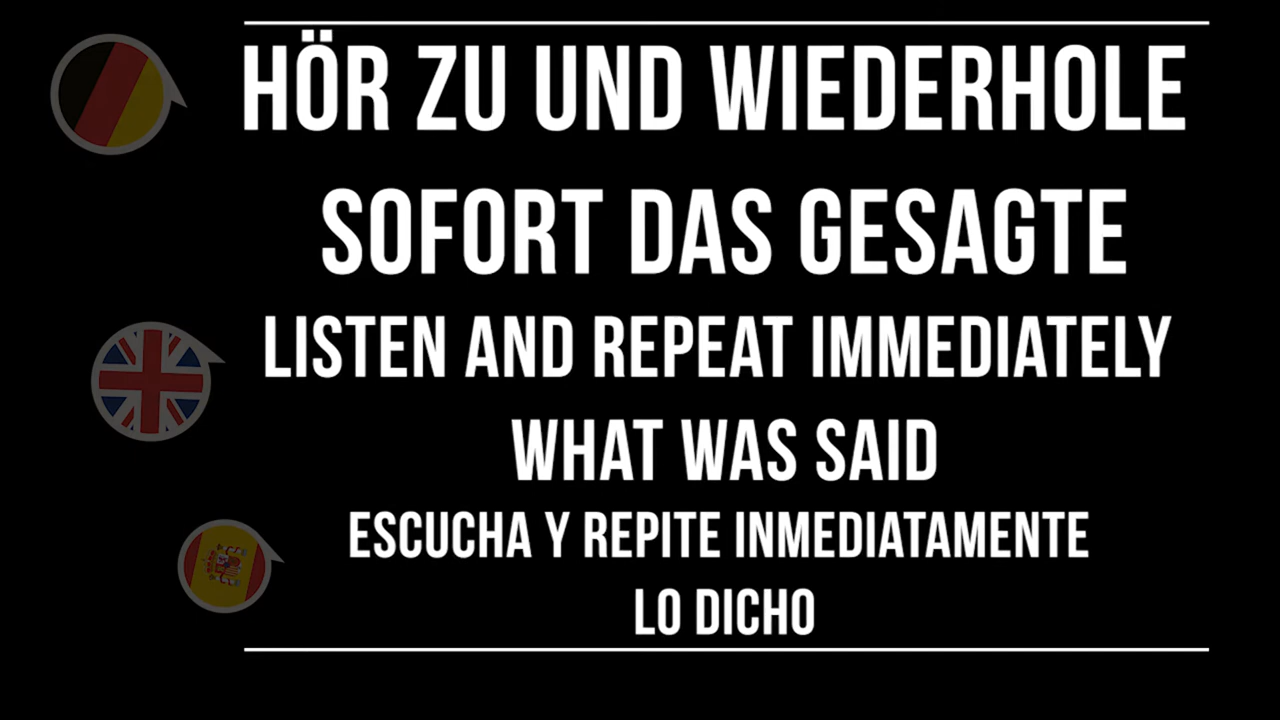 HÖR ZU UND WIEDERHOLE
SOFORT DAS GESAGTE
LISTEN AND REPEAT IMMEDIATELY
WHAT WAS SAID
ESCUCHA Y REPITE INMEDIATAMENTE
LO DICHO